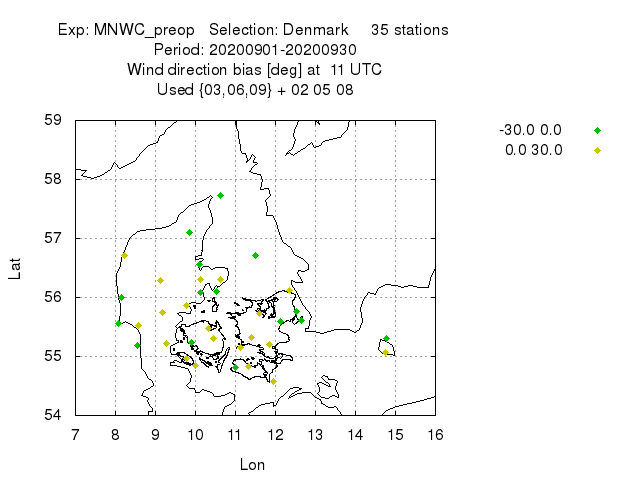 Exp: MNWC_preop   Selection: Denmark     35 stations
Period: 20200901-20200930
Wind direction bias [deg] at  11 UTC
Used {03,06,09} + 02 05 08
-30.0 0.0
0.0 30.0
59
58
57
56
55
54
Lat
7 8 9 10 11 12 13 14 15 16
Lon